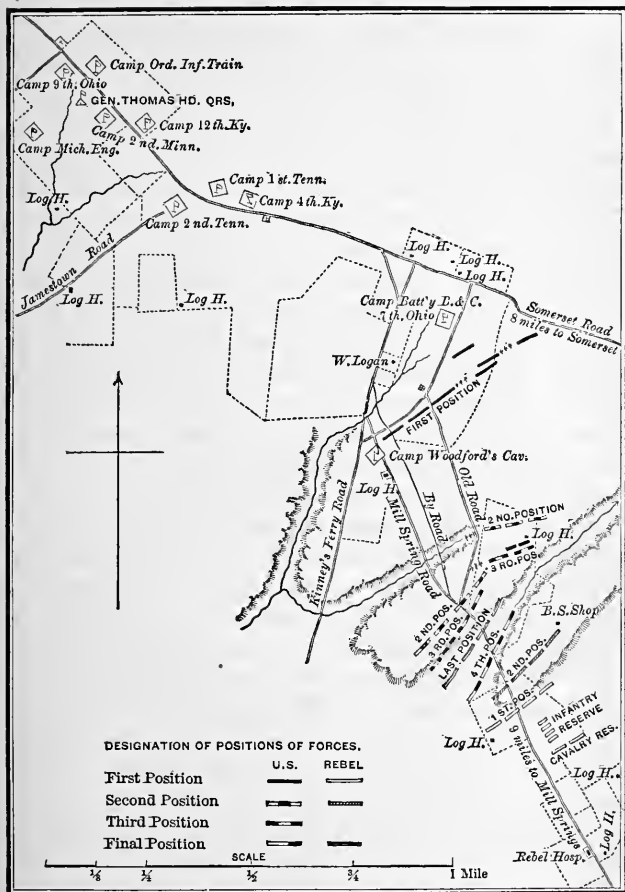 Camp Ord. Inf. Train
Camp 9th. Ohio
GEN. THOMAS HD. QRS,
Camp 12th. Ky.
Camp 2nd. Minn.
Camp Mich. Eng.
Camp 1st. Tenn.
Camp 4th. Ky.
Log H.
Camp 2nd. Tenn.
Jamestown Road
Log H.
Log H.
Log H.
Log H.
Log H.
Camp Batt'y B. & C.
7th. Ohio
Somerset Road
8 miles to Somerset
W. Logan
FIRST POSITION
Camp Woodford's Cav.
Log H.
Kinney's Ferry Road
Mill Spring Road
By Road
Old Road
2 ND. POSITION
Log H.
3 RD. POS.
2 ND. POS.
3 RD. POS.
LAST POSITION
4 TH. POS.
B. S. Shop
2 ND. POS.
1 ST. POS.
INFANTRY
RESERVE
CAVALRY RES.
Log H.
9 miles to Mill Springs
Log H.
Log H.
Rebel Hosp.
DESIGNATION OF POSITIONS OF FORCES.
U.S. REBEL
First Position
Second Position
Third Position
Final Position
SCALE
1/8 1/4 1/2 3/4 1 Mile